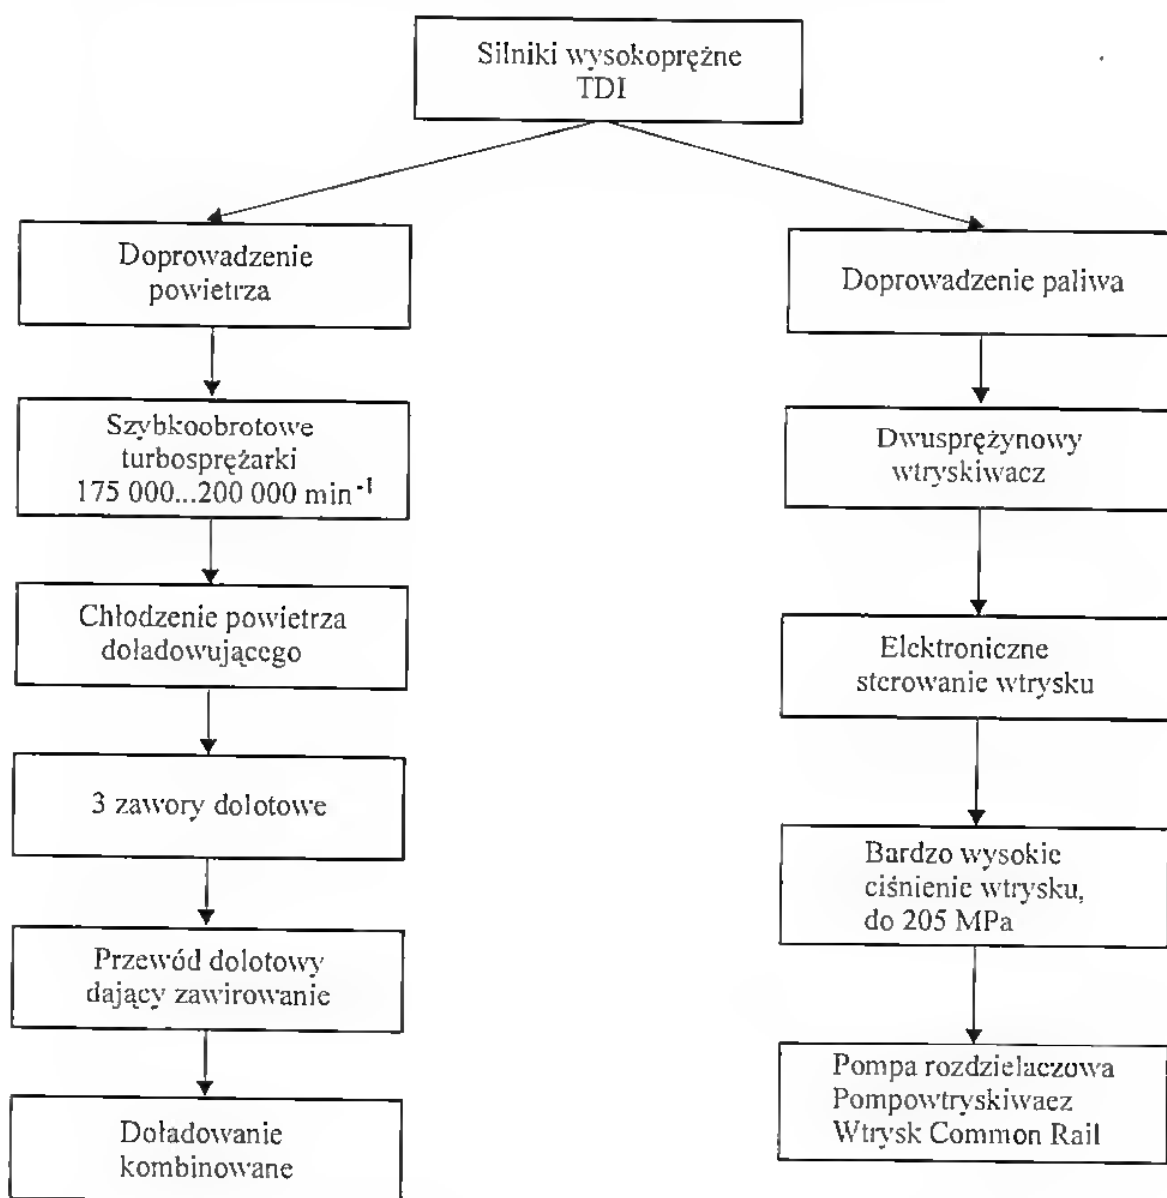 Silniki wysokoprężne
TDI
Doprowadzenie
powietrza
Szybkoobrotowe
turbosprężarki
175 000...200 000 min⁻¹
Chłodzenie powietrza
doładowującego
3 zawory dolotowe
Przewód dolotowy
dający zawirowanie
Doładowanie
kombinowane
Doprowadzenie paliwa
Dwusprężynowy
wtryskiwacz
Elektroniczne
sterowanie wtrysku
Bardzo wysokie
ciśnienie wtrysku,
do 205 MPa
Pompa rozdzielaczowa
Pompowtryskiwacz
Wtrysk Common Rail